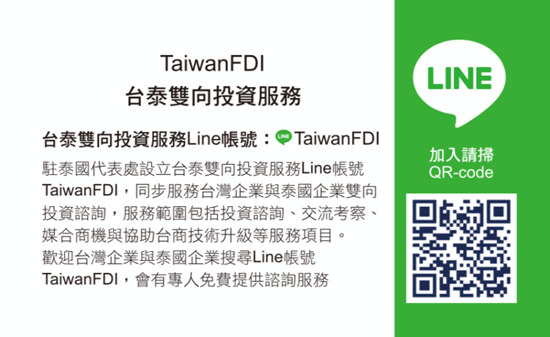 TaiwanFDI
台泰雙向投資服務
台泰雙向投資服務Line帳號：LINE TaiwanFDI
駐泰國代表處設立台泰雙向投資服務Line帳號
TaiwanFDI，同步服務台灣企業與泰國企業雙向
投資諮詢，服務範圍包括投資諮詢、交流考察、
媒合商機與協助台商技術升級等服務項目。
歡迎台灣企業與泰國企業搜尋Line帳號
TaiwanFDI，會有專人免費提供諮詢服務
LINE
加入請掃
QR-code